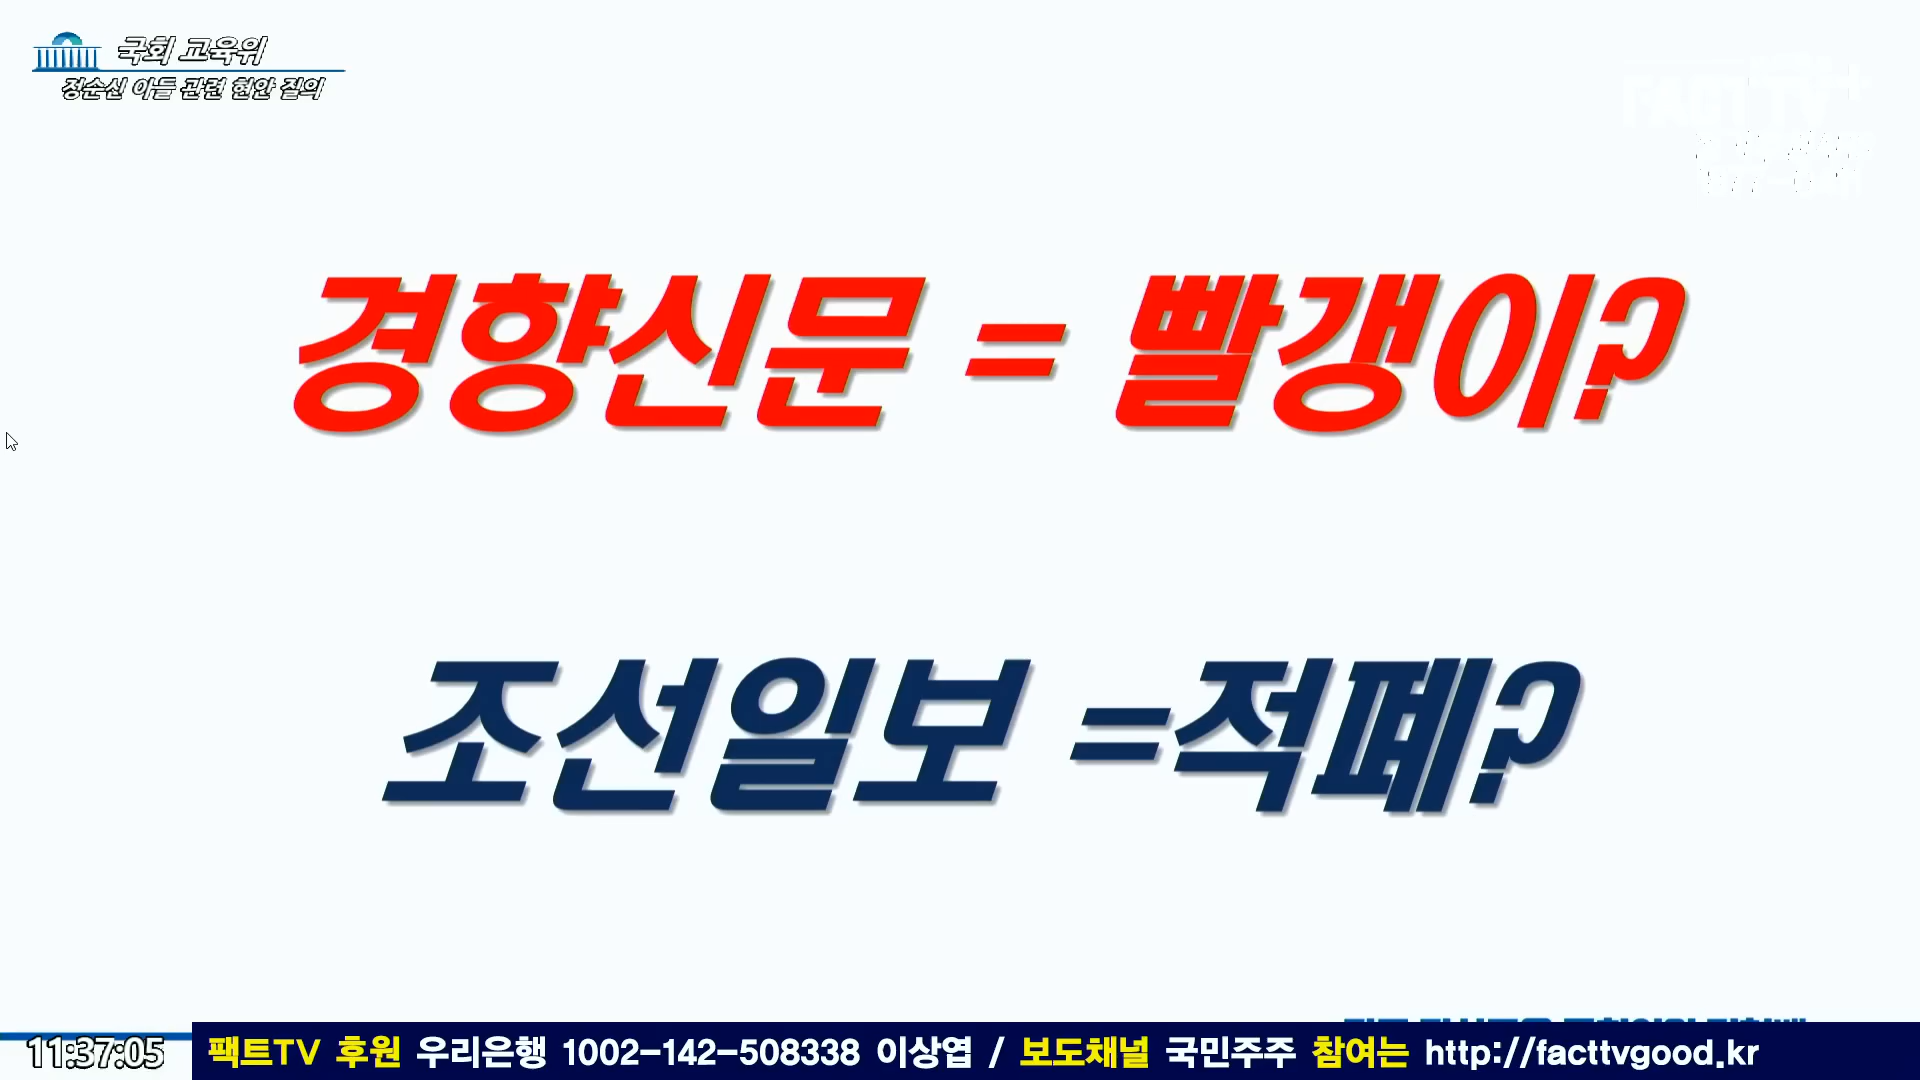 국회 교육위
정순신 아들 관련 현안 질의
FACT TV+
경향신문 = 빨갱이?
조선일보 =적폐?
11:37:05
팩트TV 후원 우리은행 1002-142-508338 이상엽 / 보도채널 국민주주 참여는 http://facttvgood.kr